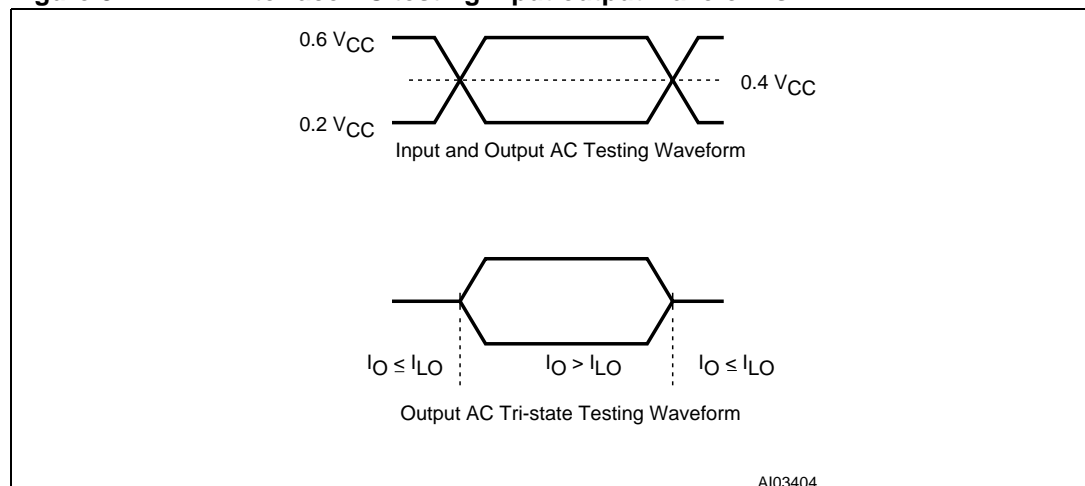 0.6 VCC
0.4 VCC
0.2 VCC
Input and Output AC Testing Waveform
IO ≤ ILO IO > ILO IO ≤ ILO
Output AC Tri-state Testing Waveform
AI03404